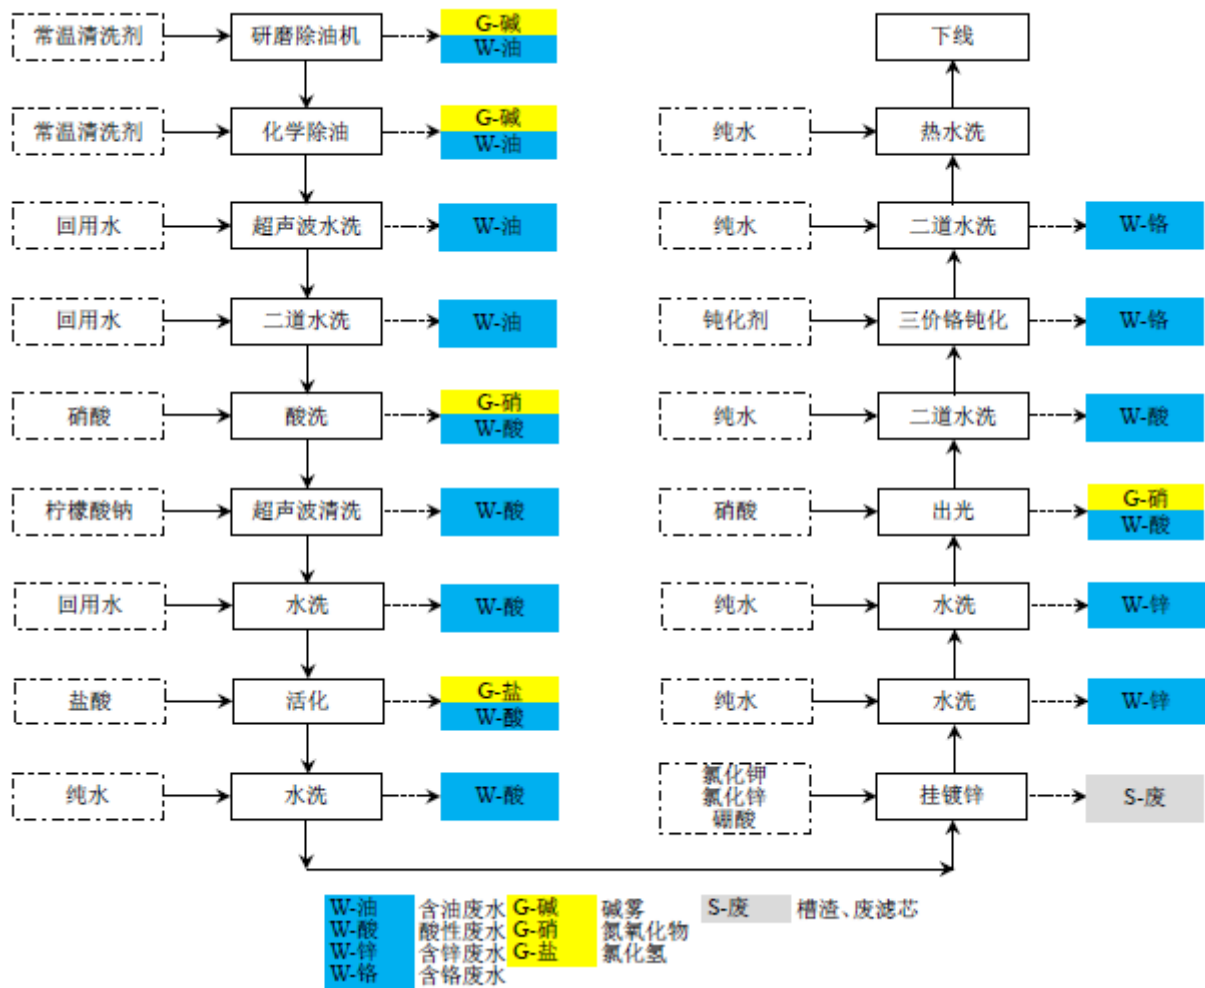 常温清洗剂
研磨除油机
G-碱
W-油
常温清洗剂
化学除油
G-碱
W-油
回用水
超声波水洗
W-油
回用水
二道水洗
W-油
硝酸
酸洗
G-硝
W-酸
柠檬酸钠
超声波清洗
W-酸
回用水
水洗
W-酸
盐酸
活化
G-盐
W-酸
纯水
水洗
W-酸
氯化钾
氯化锌
硼酸
挂镀锌
S-废
纯水
水洗
W-锌
纯水
水洗
W-锌
硝酸
出光
G-硝
W-酸
纯水
二道水洗
W-酸
钝化剂
三价铬钝化
W-铬
纯水
二道水洗
W-铬
纯水
热水洗
下线
W-油 含油废水 G-碱 碱雾 S-废 槽渣、废滤芯
W-酸 酸性废水 G-硝 氮氧化物
W-锌 含锌废水 G-盐 氯化氢
W-铬 含铬废水